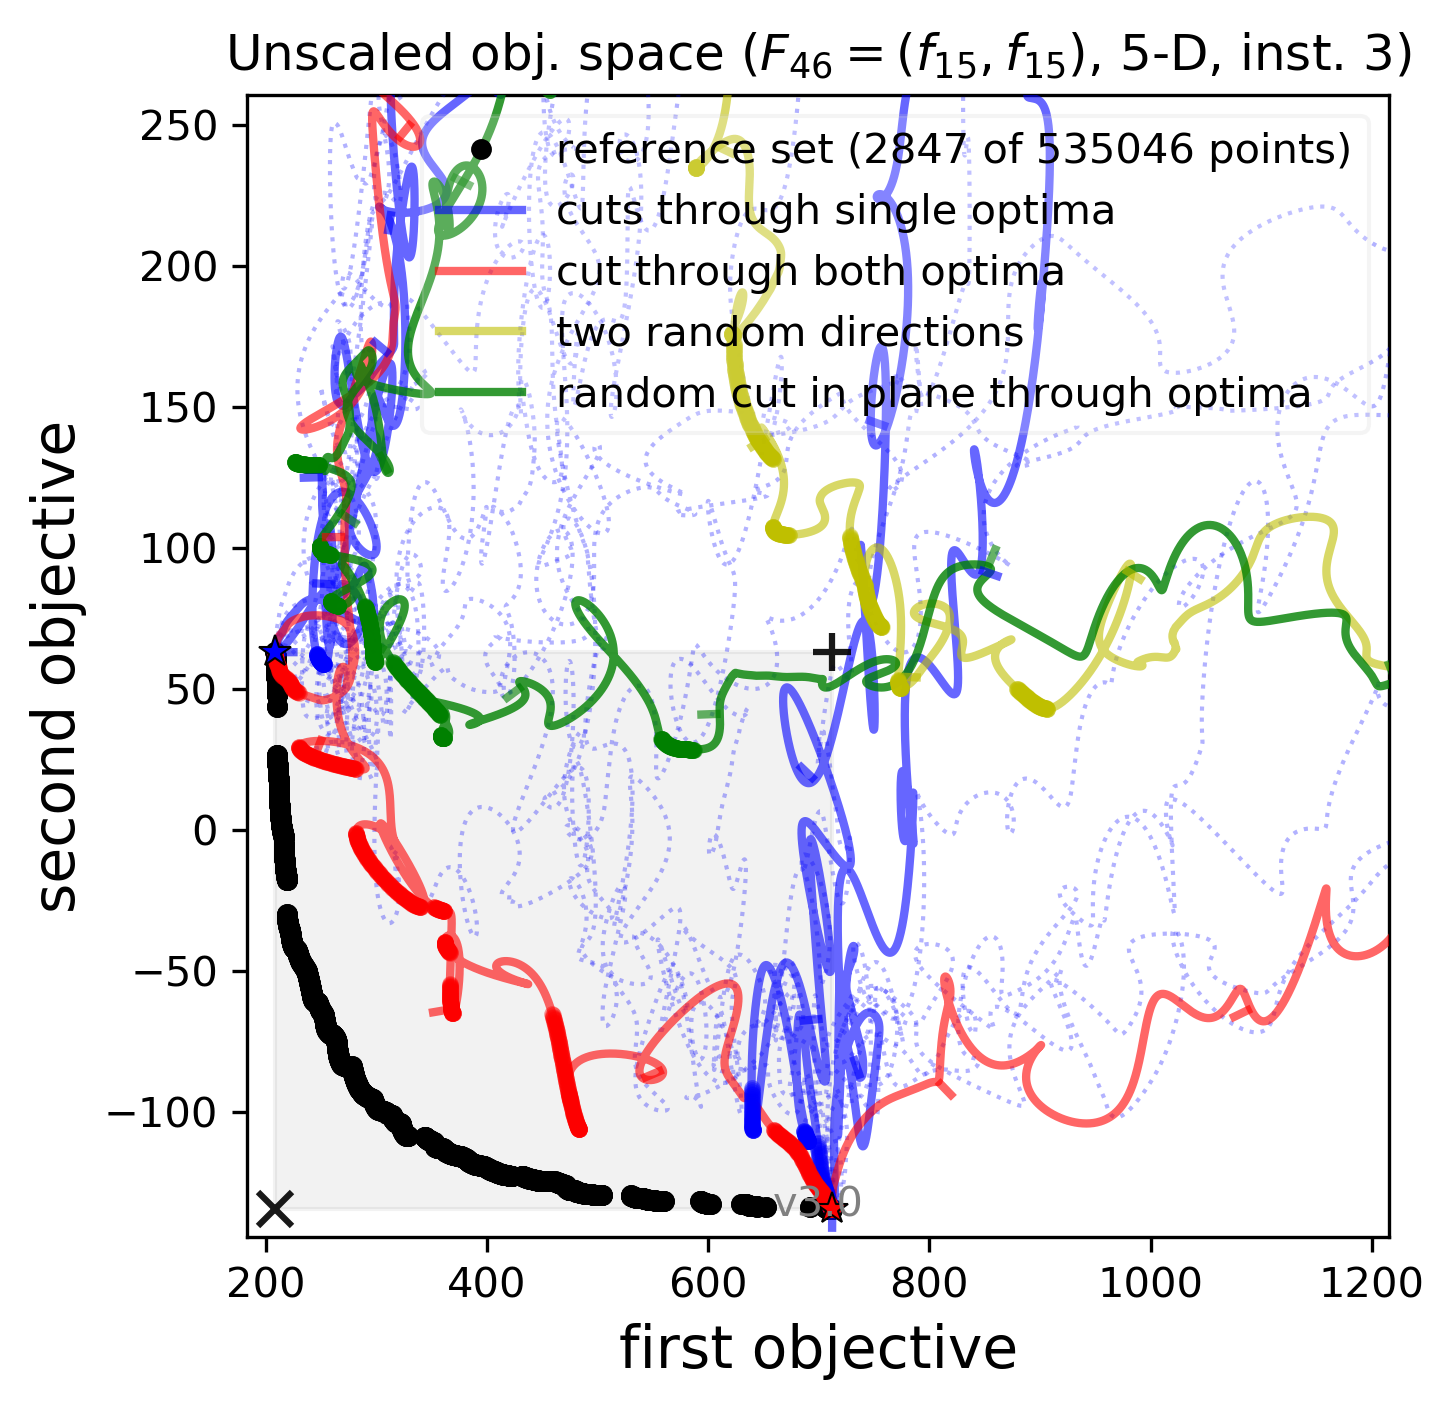 Unscaled obj. space (F46 = (f15, f15), 5-D, inst. 3)
second objective
250
200
150
100
50
0
−50
−100
reference set (2847 of 535046 points)
cuts through single optima
cut through both optima
two random directions
random cut in plane through optima
v3.0
200 400 600 800 1000 1200
first objective